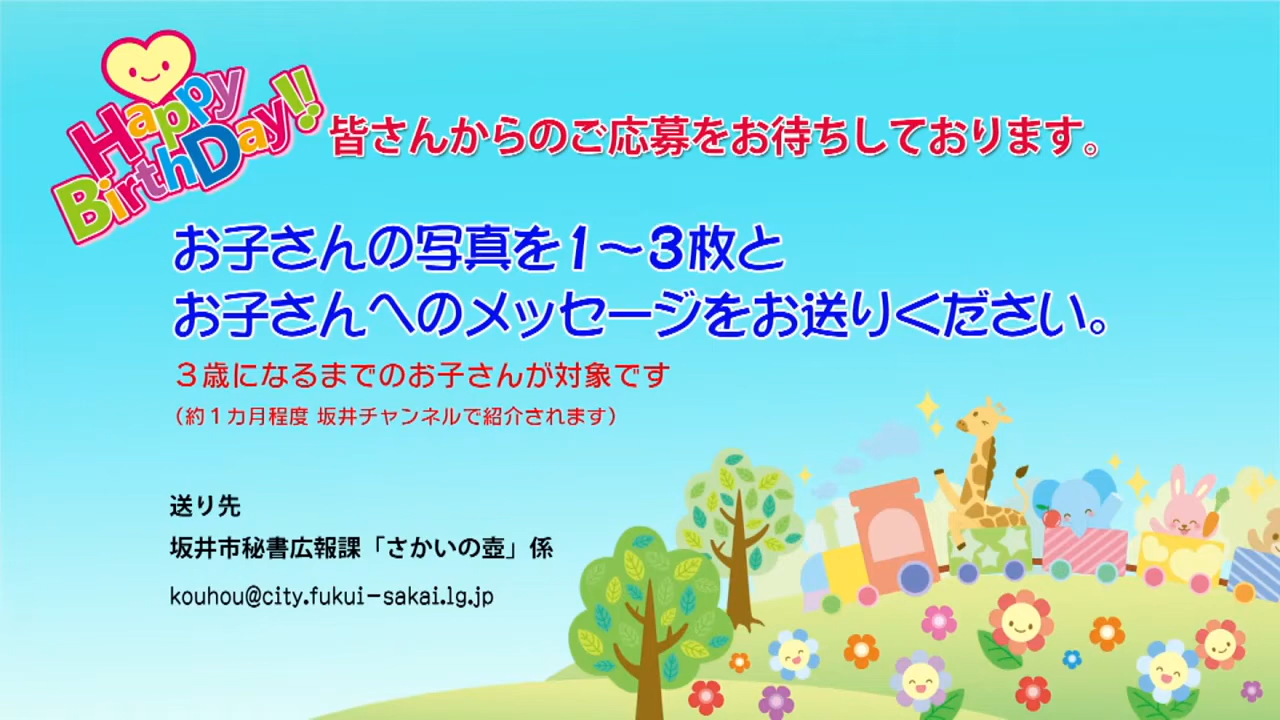 Happy
BirthDay!!
皆さんからのご応募をお待ちしております。
お子さんの写真を１～３枚と
お子さんへのメッセージをお送りください。
３歳になるまでのお子さんが対象です
（約１カ月程度 坂井チャンネルで紹介されます）
送り先
坂井市秘書広報課「さかいの壺」係
kouhou@city.fukui-sakai.lg.jp